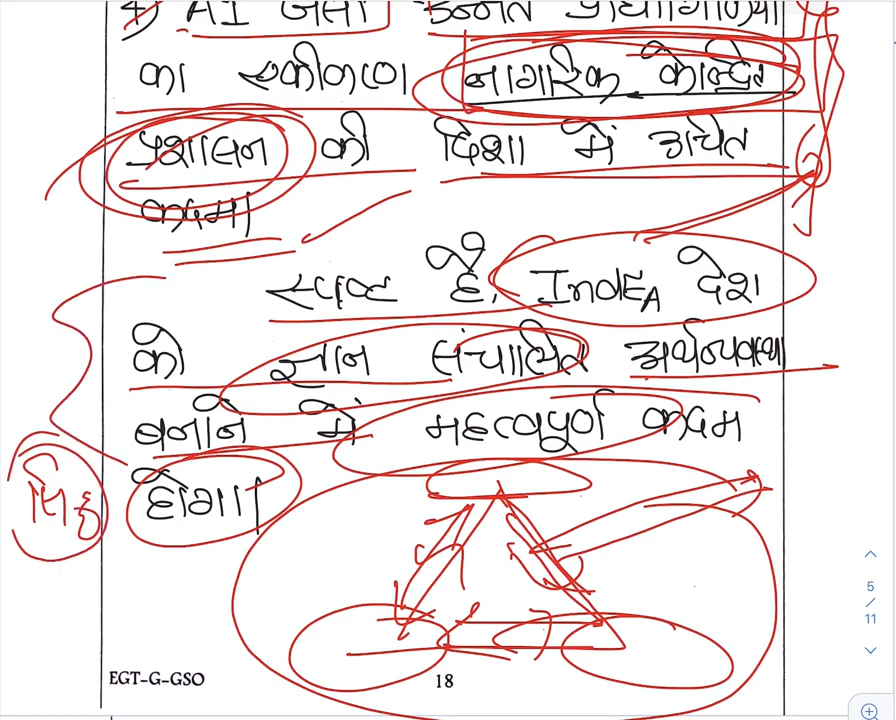 4) AI जैसी उन्नत प्रौद्योगिकियों
का एकीकरण नागरिक केन्द्रित
प्रशासन की दिशा में उचित
कदम।
स्पष्ट है, IndEA देश
को ज्ञान संचालित अर्थव्यवस्था
बनाने में महत्वपूर्ण कदम
होगा।
5
/
11
EGT-G-GSO
18